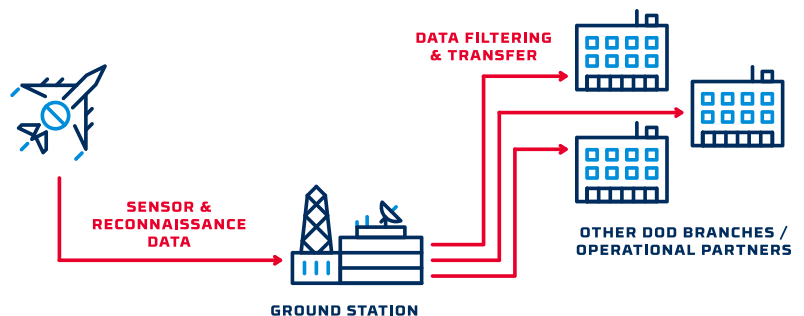 DATA FILTERING
& TRANSFER
SENSOR &
RECONNAISSANCE
DATA
OTHER DOD BRANCHES /
OPERATIONAL PARTNERS
GROUND STATION